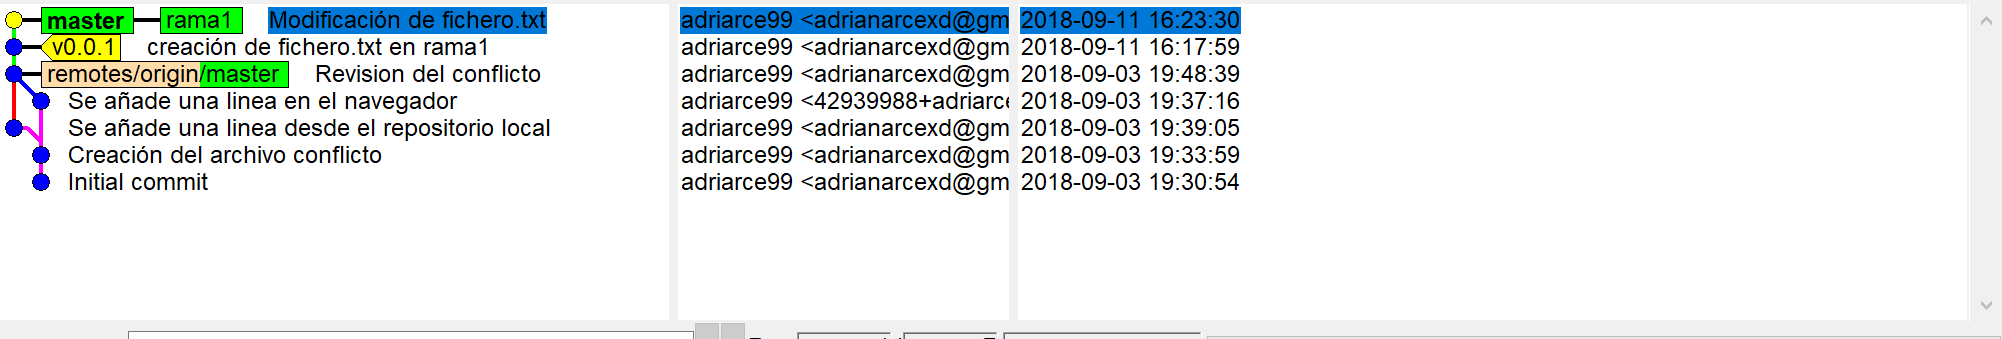 master rama1 Modificación de fichero.txt adriarce99 <adrianarcexd@gm 2018-09-11 16:23:30
v0.0.1 creación de fichero.txt en rama1 adriarce99 <adrianarcexd@gm 2018-09-11 16:17:59
remotes/origin/master Revision del conflicto adriarce99 <adrianarcexd@gm 2018-09-03 19:48:39
Se añade una linea en el navegador adriarce99 <42939988+adriarce 2018-09-03 19:37:16
Se añade una linea desde el repositorio local adriarce99 <adrianarcexd@gm 2018-09-03 19:39:05
Creación del archivo conflicto adriarce99 <adrianarcexd@gm 2018-09-03 19:33:59
Initial commit adriarce99 <adrianarcexd@gm 2018-09-03 19:30:54